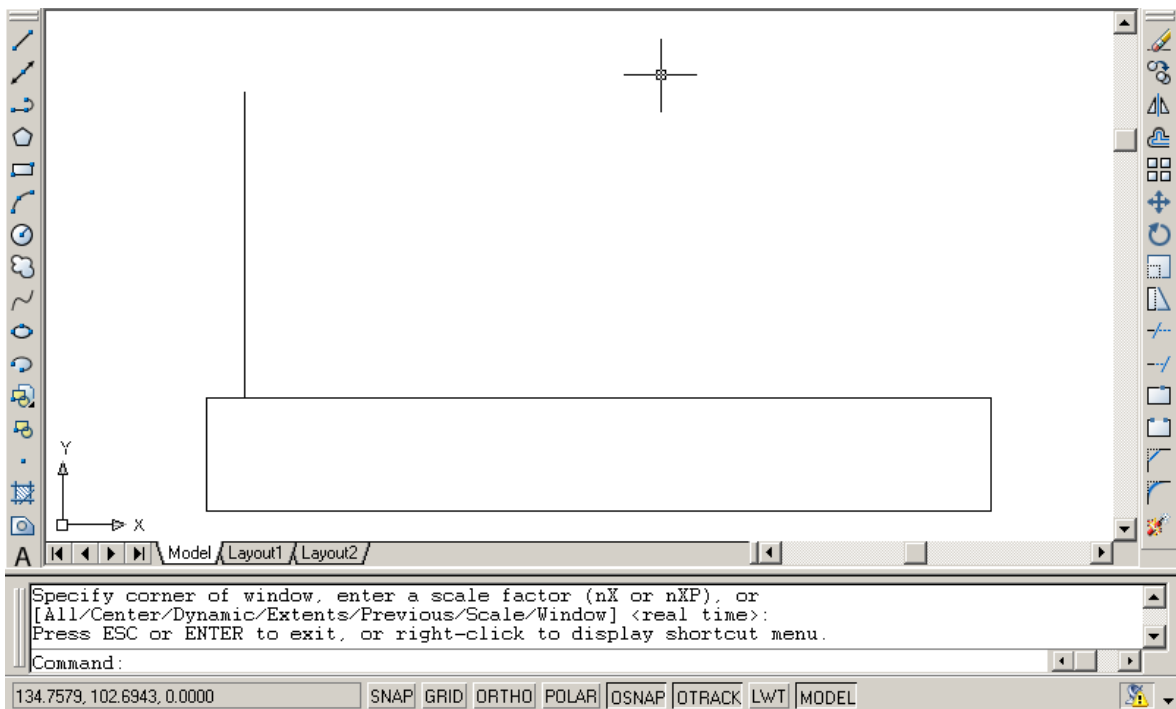 Y
X
A
Model Layout1 Layout2
Specify corner of window, enter a scale factor (nX or nXP), or
[All/Center/Dynamic/Extents/Previous/Scale/Window] <real time>:
Press ESC or ENTER to exit, or right-click to display shortcut menu.
Command:
134.7579, 102.6943, 0.0000 SNAP GRID ORTHO POLAR OSNAP OTRACK LWT MODEL